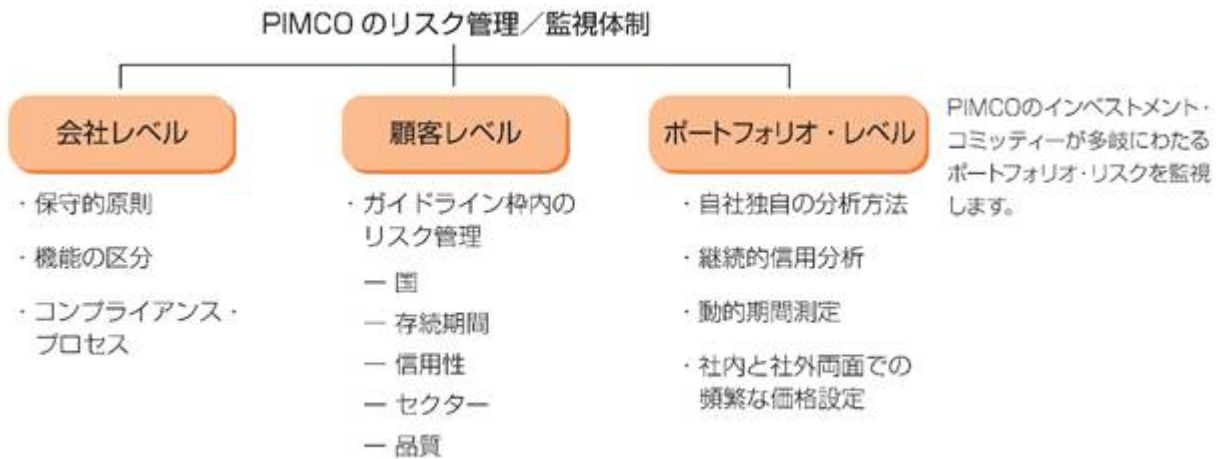 PIMCO のリスク管理／監視体制
会社レベル
・保守的原則
・機能の区分
・コンプライアンス・
プロセス
顧客レベル
・ガイドライン枠内の
リスク管理
― 国
― 存続期間
― 信用性
― セクター
― 品質
ポートフォリオ・レベル
・自社独自の分析方法
・継続的信用分析
・動的期間測定
・社内と社外両面での
頻繁な価格設定
PIMCOのインベストメント・
コミッティーが多岐にわたる
ポートフォリオ・リスクを監視
します。